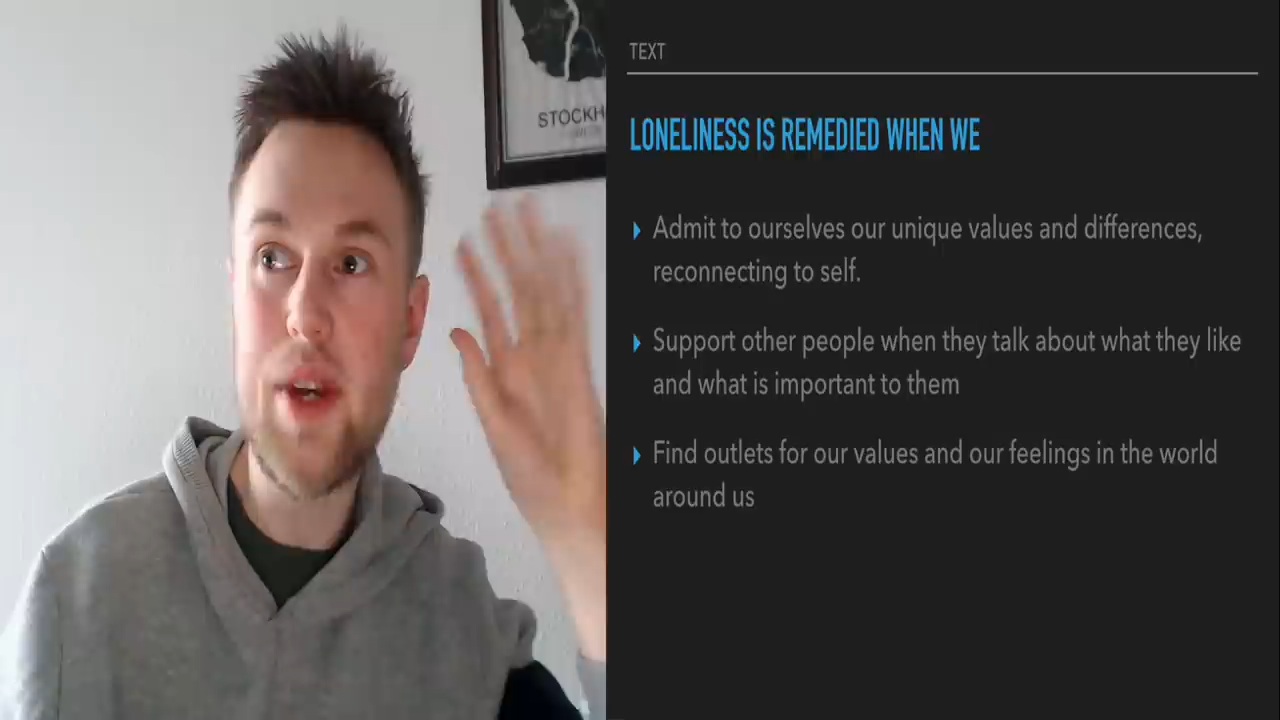 STOCKH
TEXT
LONELINESS IS REMEDIED WHEN WE
Admit to ourselves our unique values and differences,
reconnecting to self.
Support other people when they talk about what they like
and what is important to them
Find outlets for our values and our feelings in the world
around us